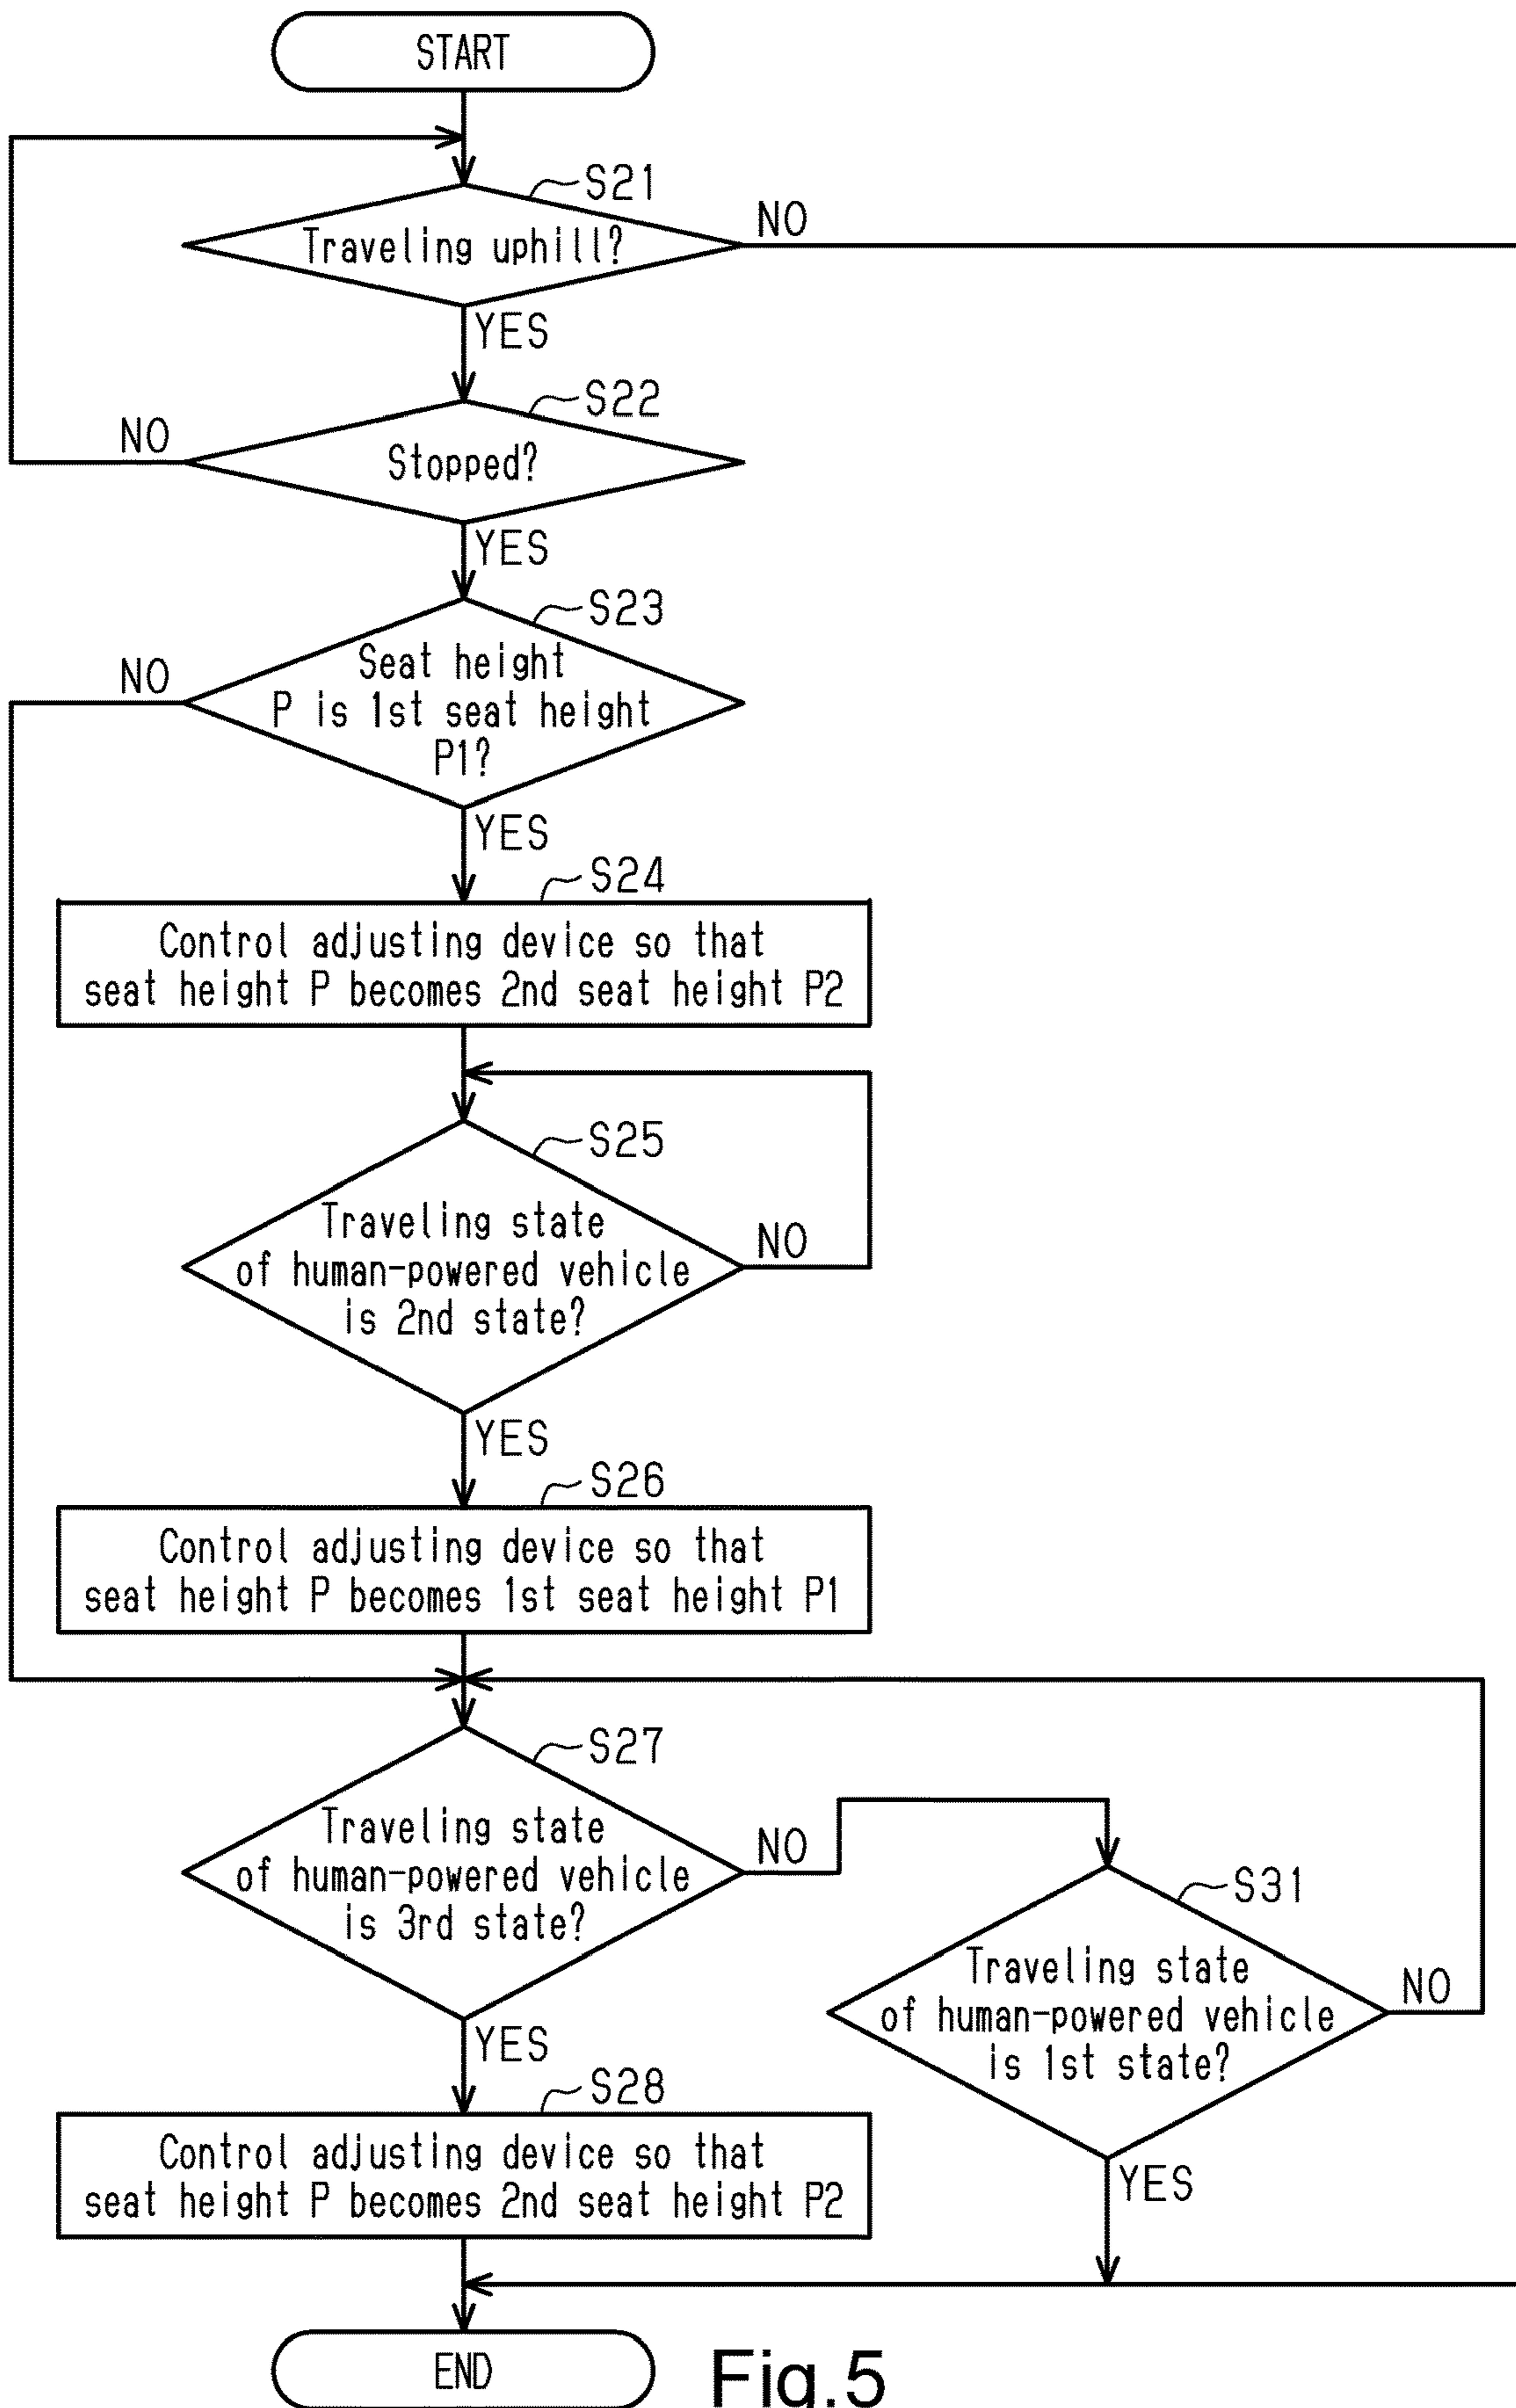 START
S21
Traveling uphill?
NO
YES
S22
Stopped?
NO
YES
S23
Seat height
P is 1st seat height
P1?
NO
YES
S24
Control adjusting device so that
seat height P becomes 2nd seat height P2
S25
Traveling state
of human-powered vehicle
is 2nd state?
NO
YES
S26
Control adjusting device so that
seat height P becomes 1st seat height P1
S27
Traveling state
of human-powered vehicle
is 3rd state?
NO
YES
S31
Traveling state
of human-powered vehicle
is 1st state?
NO
YES
S28
Control adjusting device so that
seat height P becomes 2nd seat height P2
END
Fig.5